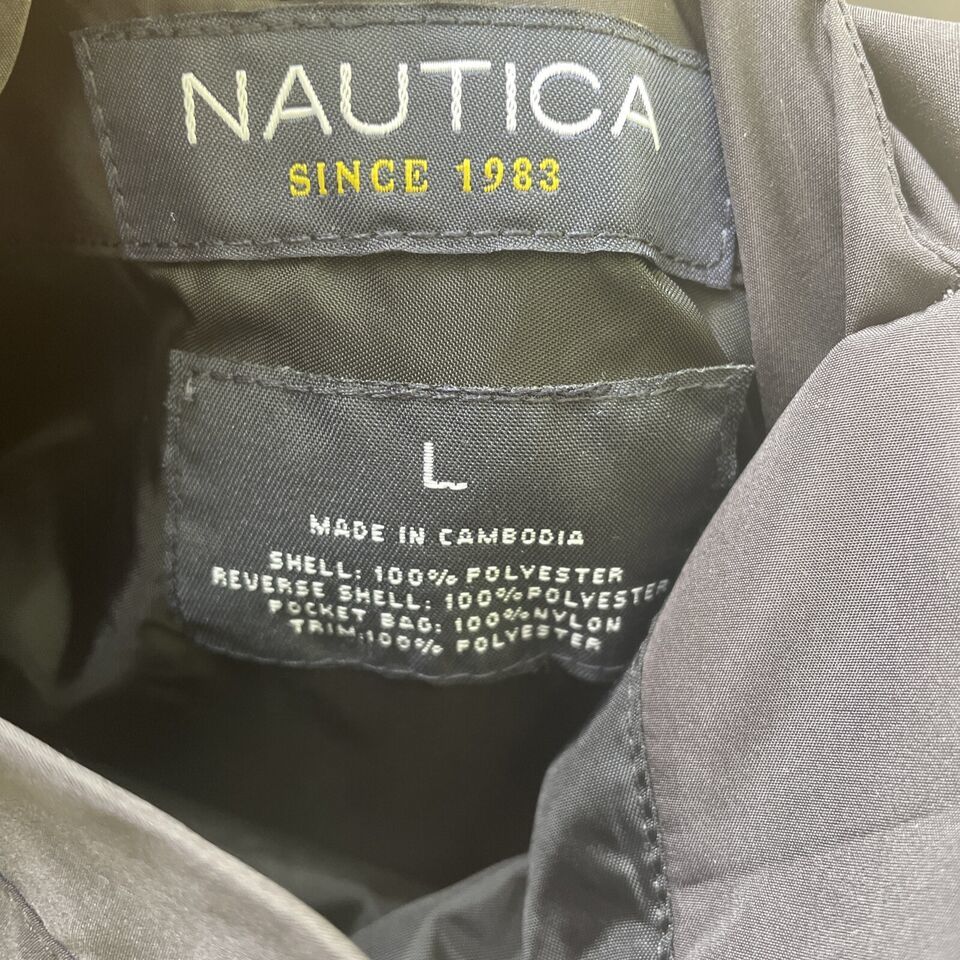 NAUTICA
SINCE 1983
L
MADE IN CAMBODIA
SHELL: 100% POLYESTER
REVERSE SHELL: 100% POLYESTER
POCKET BAG: 100% NYLON
TRIM: 100% POLYESTER